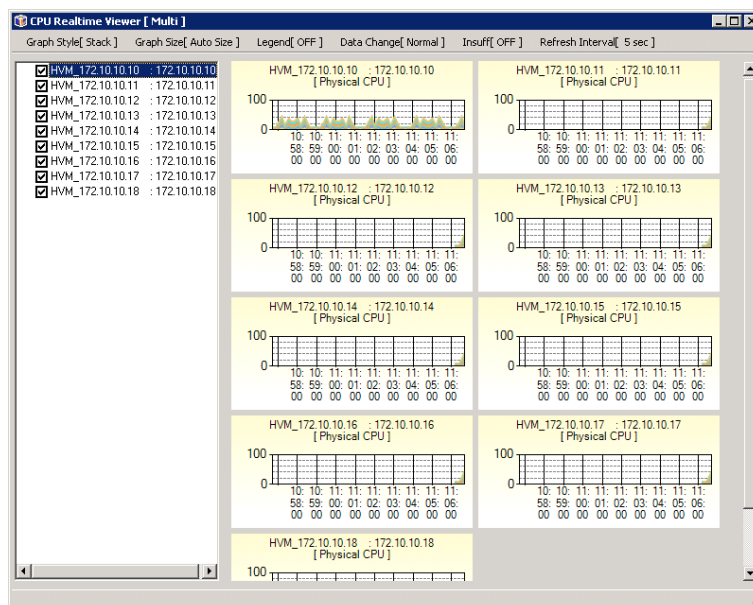 CPU Realtime Viewer [ Multi ]
Graph Style[ Stack ] Graph Size[ Auto Size ] Legend[ OFF ] Data Change[ Normal ] Insuff[ OFF ] Refresh Interval[ 5 sec ]
HVM_172.10.10.10 : 172.10.10.10
HVM_172.10.10.11 : 172.10.10.11
HVM_172.10.10.12 : 172.10.10.12
HVM_172.10.10.13 : 172.10.10.13
HVM_172.10.10.14 : 172.10.10.14
HVM_172.10.10.15 : 172.10.10.15
HVM_172.10.10.16 : 172.10.10.16
HVM_172.10.10.17 : 172.10.10.17
HVM_172.10.10.18 : 172.10.10.18
HVM_172.10.10.10 : 172.10.10.10
[ Physical CPU ]
100
0
10: 10: 11: 11: 11: 11: 11: 11: 11:
58: 59: 00: 01: 02: 03: 04: 05: 06:
00 00 00 00 00 00 00 00 00
HVM_172.10.10.11 : 172.10.10.11
[ Physical CPU ]
100
0
10: 10: 11: 11: 11: 11: 11: 11: 11:
58: 59: 00: 01: 02: 03: 04: 05: 06:
00 00 00 00 00 00 00 00 00
HVM_172.10.10.12 : 172.10.10.12
[ Physical CPU ]
100
0
10: 10: 11: 11: 11: 11: 11: 11: 11:
58: 59: 00: 01: 02: 03: 04: 05: 06:
00 00 00 00 00 00 00 00 00
HVM_172.10.10.13 : 172.10.10.13
[ Physical CPU ]
100
0
10: 10: 11: 11: 11: 11: 11: 11: 11:
58: 59: 00: 01: 02: 03: 04: 05: 06:
00 00 00 00 00 00 00 00 00
HVM_172.10.10.14 : 172.10.10.14
[ Physical CPU ]
100
0
10: 10: 11: 11: 11: 11: 11: 11: 11:
58: 59: 00: 01: 02: 03: 04: 05: 06:
00 00 00 00 00 00 00 00 00
HVM_172.10.10.15 : 172.10.10.15
[ Physical CPU ]
100
0
10: 10: 11: 11: 11: 11: 11: 11: 11:
58: 59: 00: 01: 02: 03: 04: 05: 06:
00 00 00 00 00 00 00 00 00
HVM_172.10.10.16 : 172.10.10.16
[ Physical CPU ]
100
0
10: 10: 11: 11: 11: 11: 11: 11: 11:
58: 59: 00: 01: 02: 03: 04: 05: 06:
00 00 00 00 00 00 00 00 00
HVM_172.10.10.17 : 172.10.10.17
[ Physical CPU ]
100
0
10: 10: 11: 11: 11: 11: 11: 11: 11:
58: 59: 00: 01: 02: 03: 04: 05: 06:
00 00 00 00 00 00 00 00 00
HVM_172.10.10.18 : 172.10.10.18
[ Physical CPU ]
100